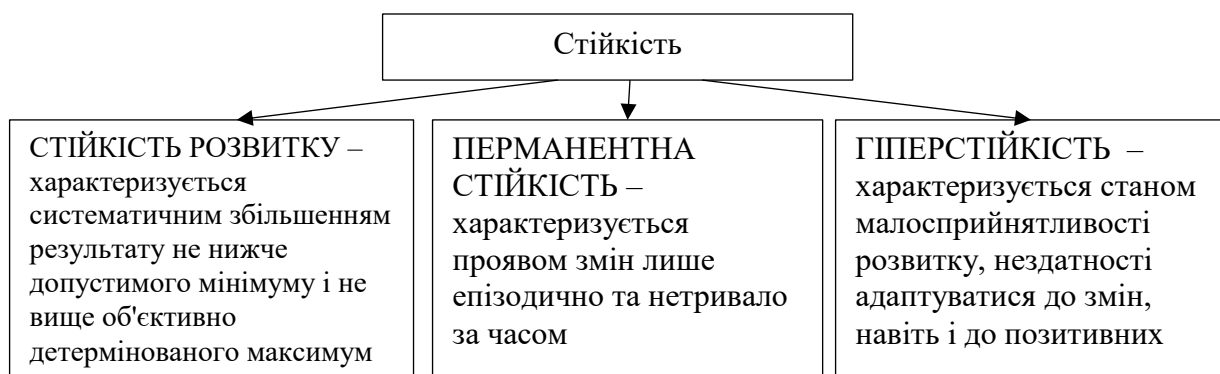 Стійкість
СТІЙКІСТЬ РОЗВИТКУ –
характеризується
систематичним збільшенням
результату не нижче
допустимого мінімуму і не
вище об'єктивно
детермінованого максимум
ПЕРМАНЕНТНА
СТІЙКІСТЬ –
характеризується
проявом змін лише
епізодично та нетривало
за часом
ГІПЕРСТІЙКІСТЬ –
характеризується станом
малосприйнятливості
розвитку, нездатності
адаптуватися до змін,
навіть і до позитивних